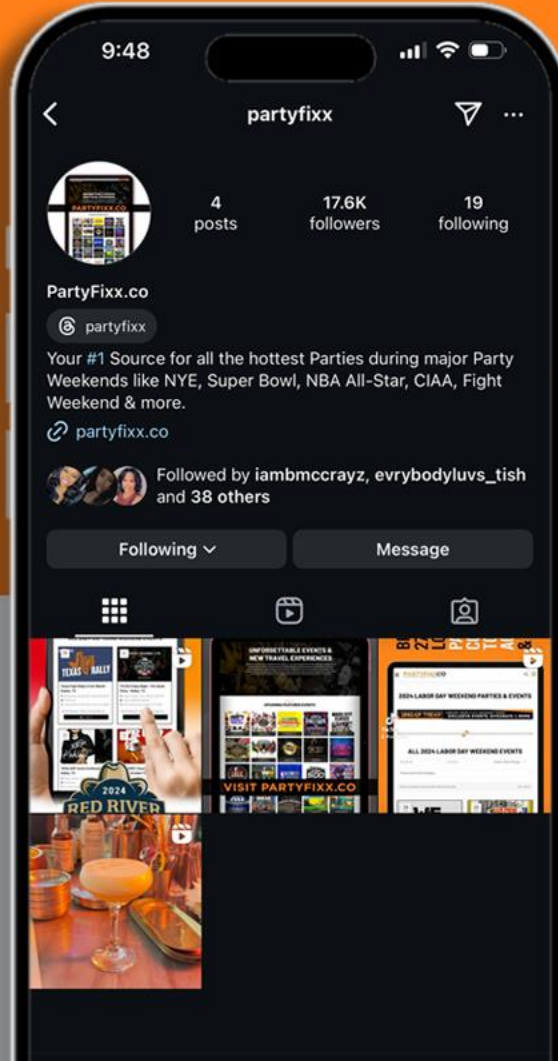 9:48
partyfixx
4
posts
17.6K
followers
19
following
PartyFixx.co
partyfixx
Your #1 Source for all the hottest Parties during major Party
Weekends like NYE, Super Bowl, NBA All-Star, CIAA, Fight
Weekend & more.
partyfixx.co
Followed by iambmccrayz, evrybodyluvs_tish
and 38 others
Following
Message
TEXAS
RALLY
2024
RED RIVER
UNFORGETTABLE EVENTS &
NEW TRAVEL EXPERIENCES
VISIT PARTYFIXX.CO
2024 LABOR DAY WEEKEND PARTIES & EVENTS
ALL 2024 LABOR DAY WEEKEND EVENTS